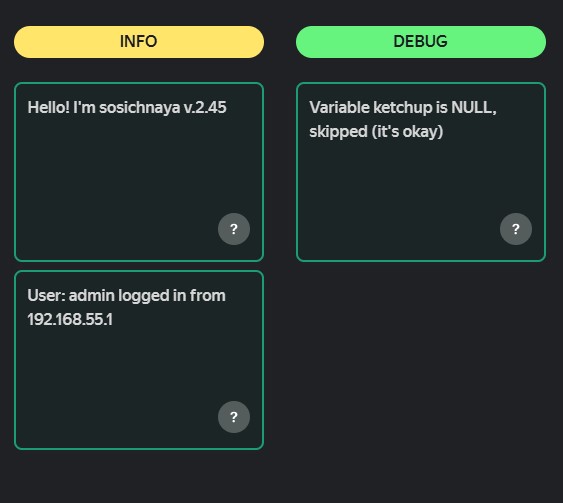 INFO
Hello! I'm sosichnaya v.2.45
?
User: admin logged in from
192.168.55.1
?
DEBUG
Variable ketchup is NULL,
skipped (it's okay)
?